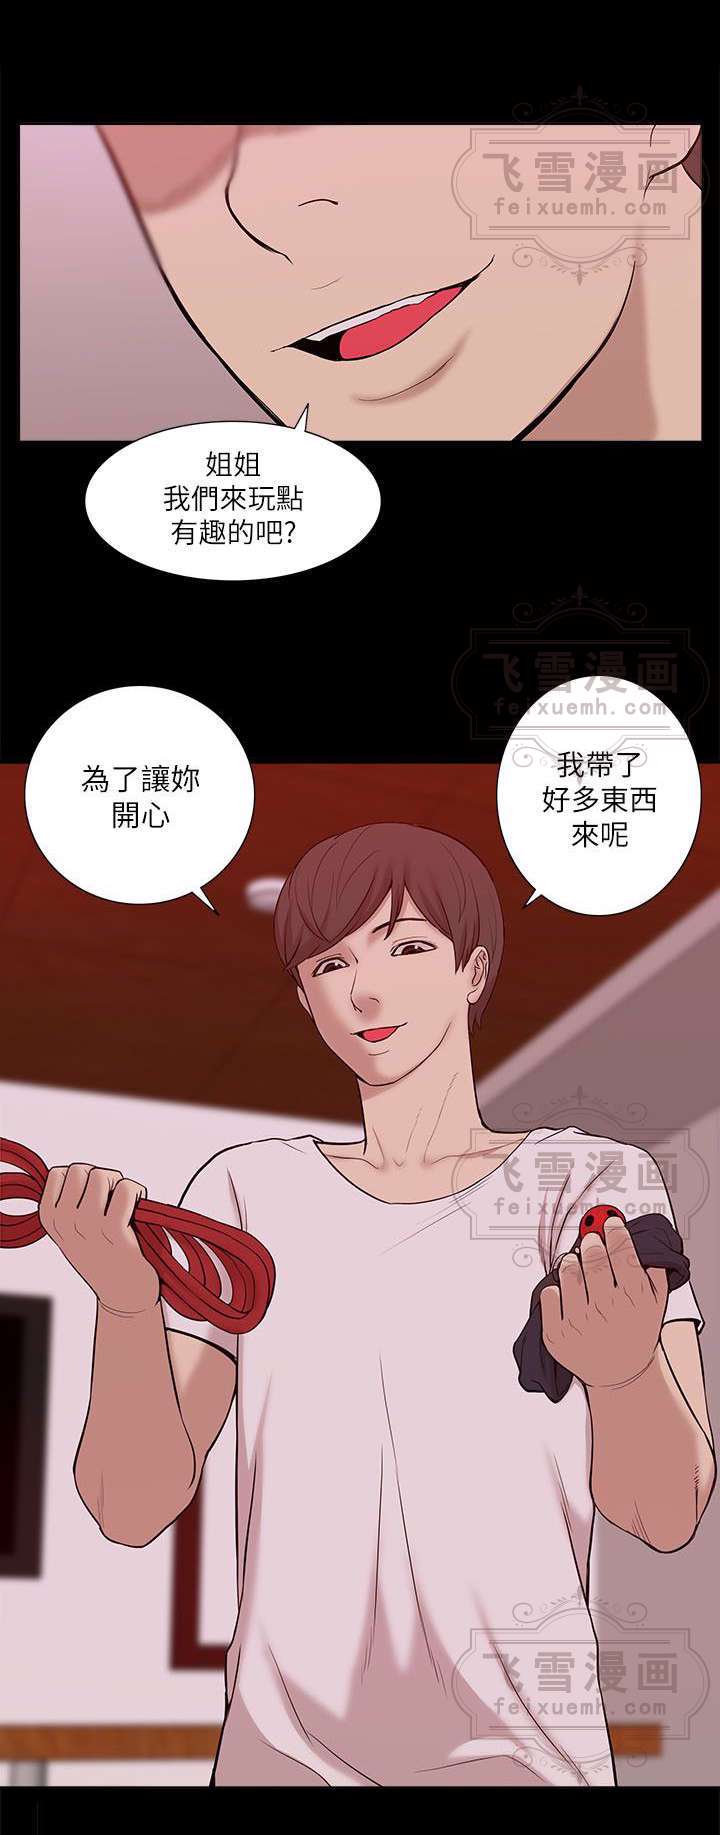 飞雪漫画
feixuemh.com
姐姐
我們來玩點
有趣的吧?
飞雪漫画
feixuemh.com
為了讓妳
開心
我帶了
好多東西
來呢
飞雪漫画
feixuemh.com
飞雪漫画
feixuemh.com